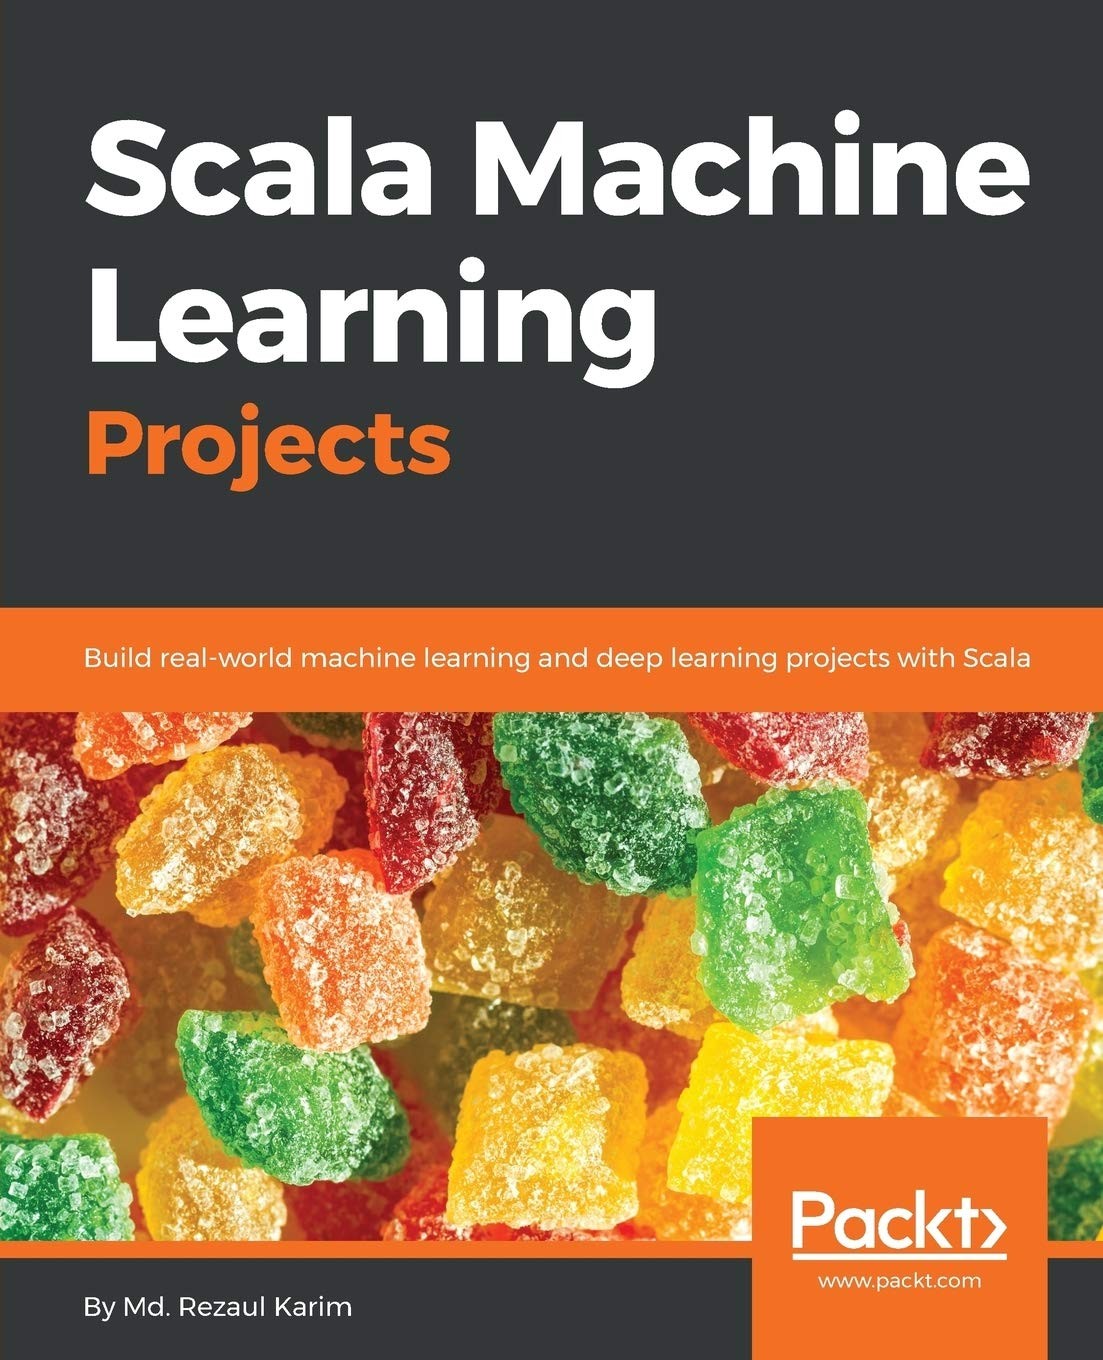 Scala Machine
Learning
Projects
Build real-world machine learning and deep learning projects with Scala
Packt>
www.packt.com
By Md. Rezaul Karim